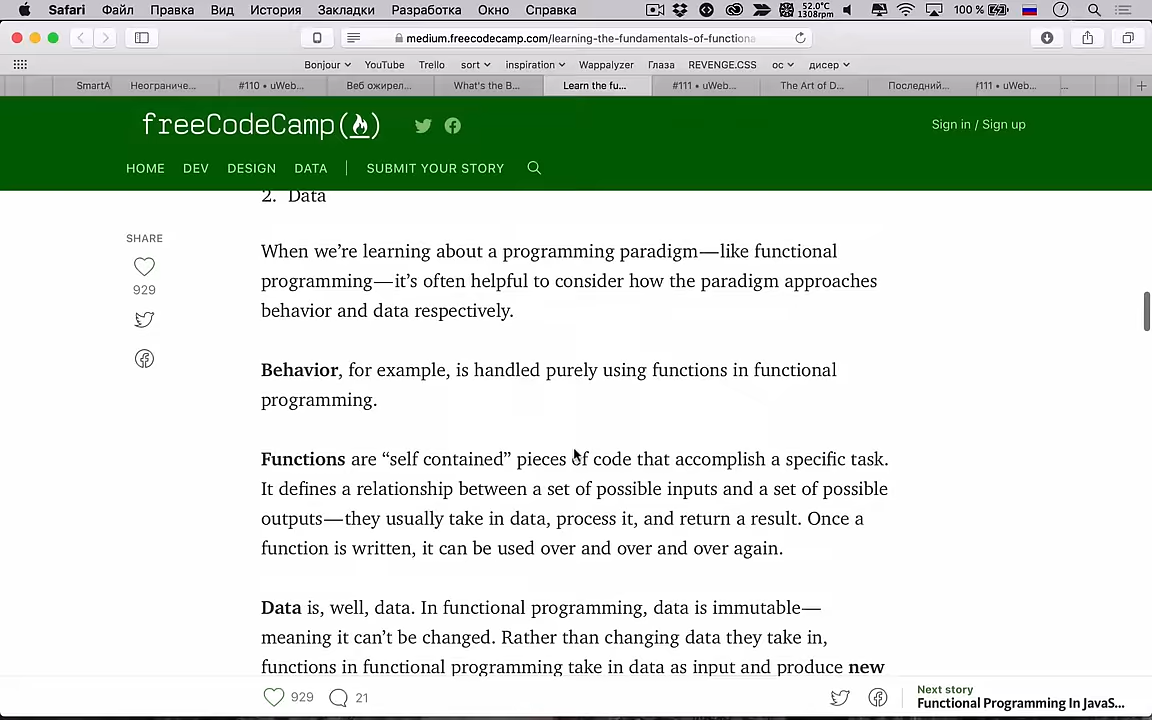 Safari Файл Правка Вид История Закладки Разработка Окно Справка 52.0°C 1308rpm 100 %
medium.freecodecamp.com/learning-the-fundamentals-of-functiona
Bonjour YouTube Trello sort inspiration Wappalyzer Глаза REVENGE.CSS ос дисер
SmartA Неограниче... #110 • uWeb... Веб ожирел... What's the B... Learn the fu... #111 • uWeb... The Art of D... Последний... #111 • uWeb... ...
freeCodeCamp
Sign in / Sign up
HOME DEV DESIGN DATA SUBMIT YOUR STORY
2. Data
SHARE
929
When we’re learning about a programming paradigm — like functional
programming — it’s often helpful to consider how the paradigm approaches
behavior and data respectively.
Behavior, for example, is handled purely using functions in functional
programming.
Functions are “self contained” pieces of code that accomplish a specific task.
It defines a relationship between a set of possible inputs and a set of possible
outputs — they usually take in data, process it, and return a result. Once a
function is written, it can be used over and over and over again.
Data is, well, data. In functional programming, data is immutable —
meaning it can’t be changed. Rather than changing data they take in,
functions in functional programming take in data as input and produce new
929 21
Next story
Functional Programming In JavaS...